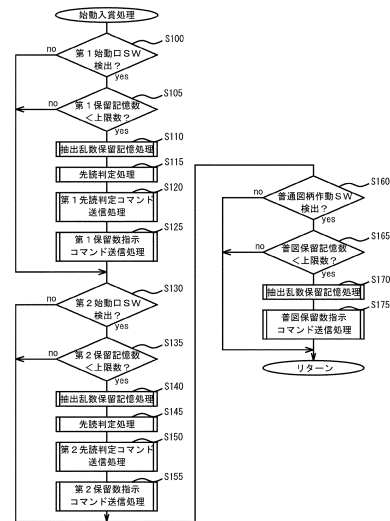 始動入賞処理
S100
第1始動口SW
検出？
no
yes
S105
第1保留記憶数
＜上限数？
no
yes
S110
抽出乱数保留記憶処理
S115
先読判定処理
S120
第1先読判定コマンド
送信処理
S125
第1保留数指示
コマンド送信処理
S130
第2始動口SW
検出？
no
yes
S135
第2保留記憶数
＜上限数？
no
yes
S140
抽出乱数保留記憶処理
S145
先読判定処理
S150
第2先読判定コマンド
送信処理
S155
第2保留数指示
コマンド送信処理
S160
普通図柄作動SW
検出？
no
yes
S165
普図保留記憶数
＜上限数？
no
yes
S170
抽出乱数保留記憶処理
S175
普図保留数指示
コマンド送信処理
リターン